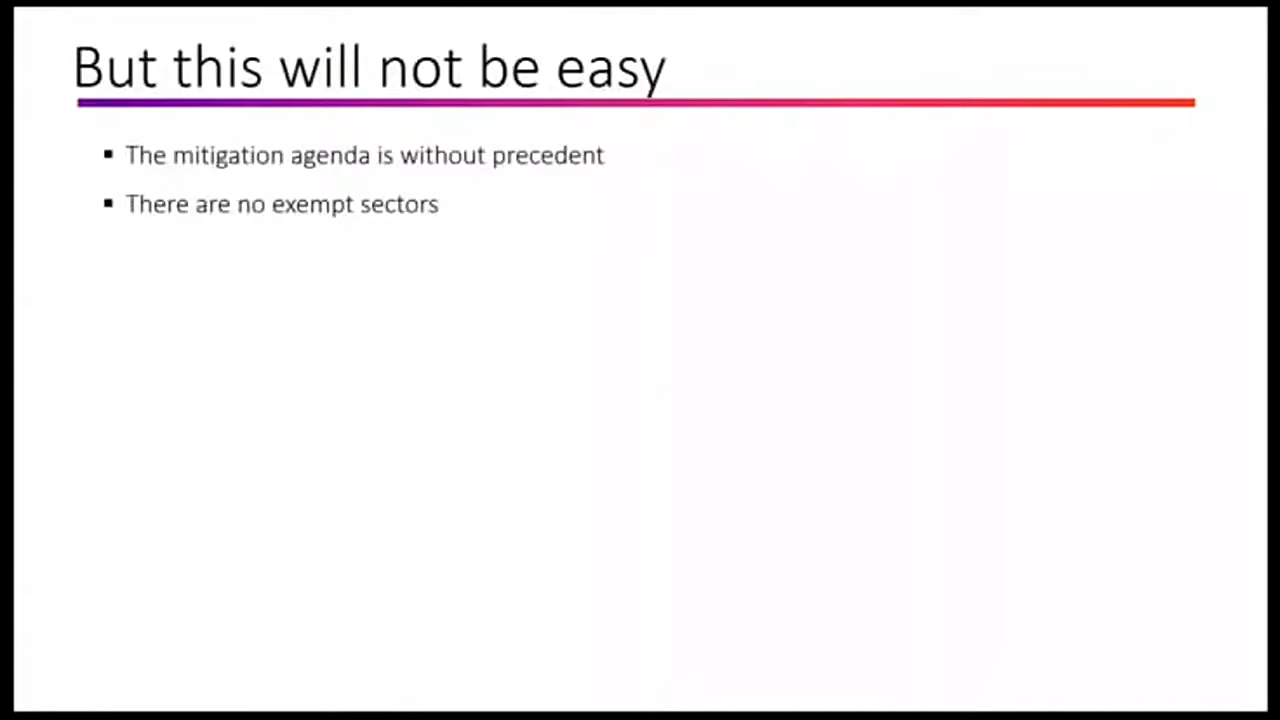 But this will not be easy
▪ The mitigation agenda is without precedent
▪ There are no exempt sectors